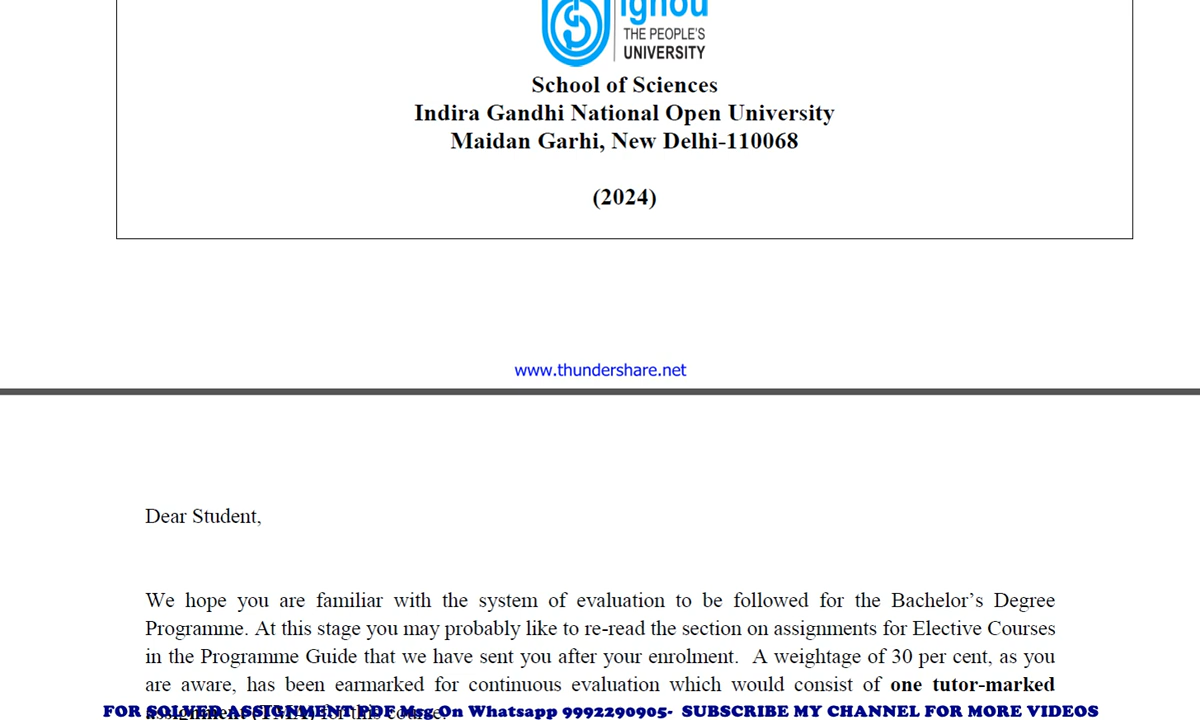 ignou
THE PEOPLE'S
UNIVERSITY
School of Sciences
Indira Gandhi National Open University
Maidan Garhi, New Delhi-110068
(2024)
www.thundershare.net
Dear Student,
We hope you are familiar with the system of evaluation to be followed for the Bachelor's Degree
Programme. At this stage you may probably like to re-read the section on assignments for Elective Courses
in the Programme Guide that we have sent you after your enrolment. A weightage of 30 per cent, as you
are aware, has been earmarked for continuous evaluation which would consist of one tutor-marked
assignment (TMA) for this course.
FOR SOLVED ASSIGNMENT PDF Msg On Whatsapp 9992290905- SUBSCRIBE MY CHANNEL FOR MORE VIDEOS